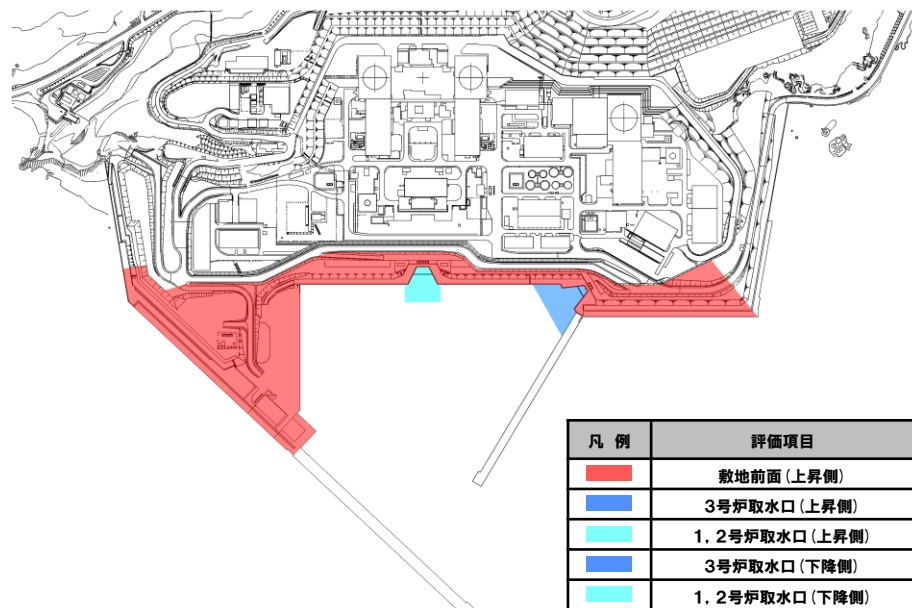 凡 例 評価項目
敷地前面(上昇側)
3号炉取水口(上昇側)
1,2号炉取水口(上昇側)
3号炉取水口(下降側)
1,2号炉取水口(下降側)